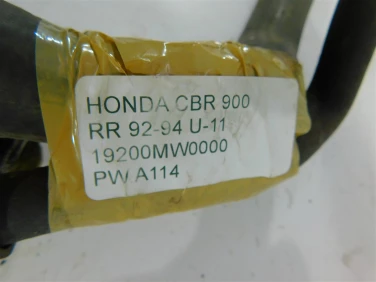 HONDA CBR 900
RR 92-94 U-11
19200MW0000
PW A114